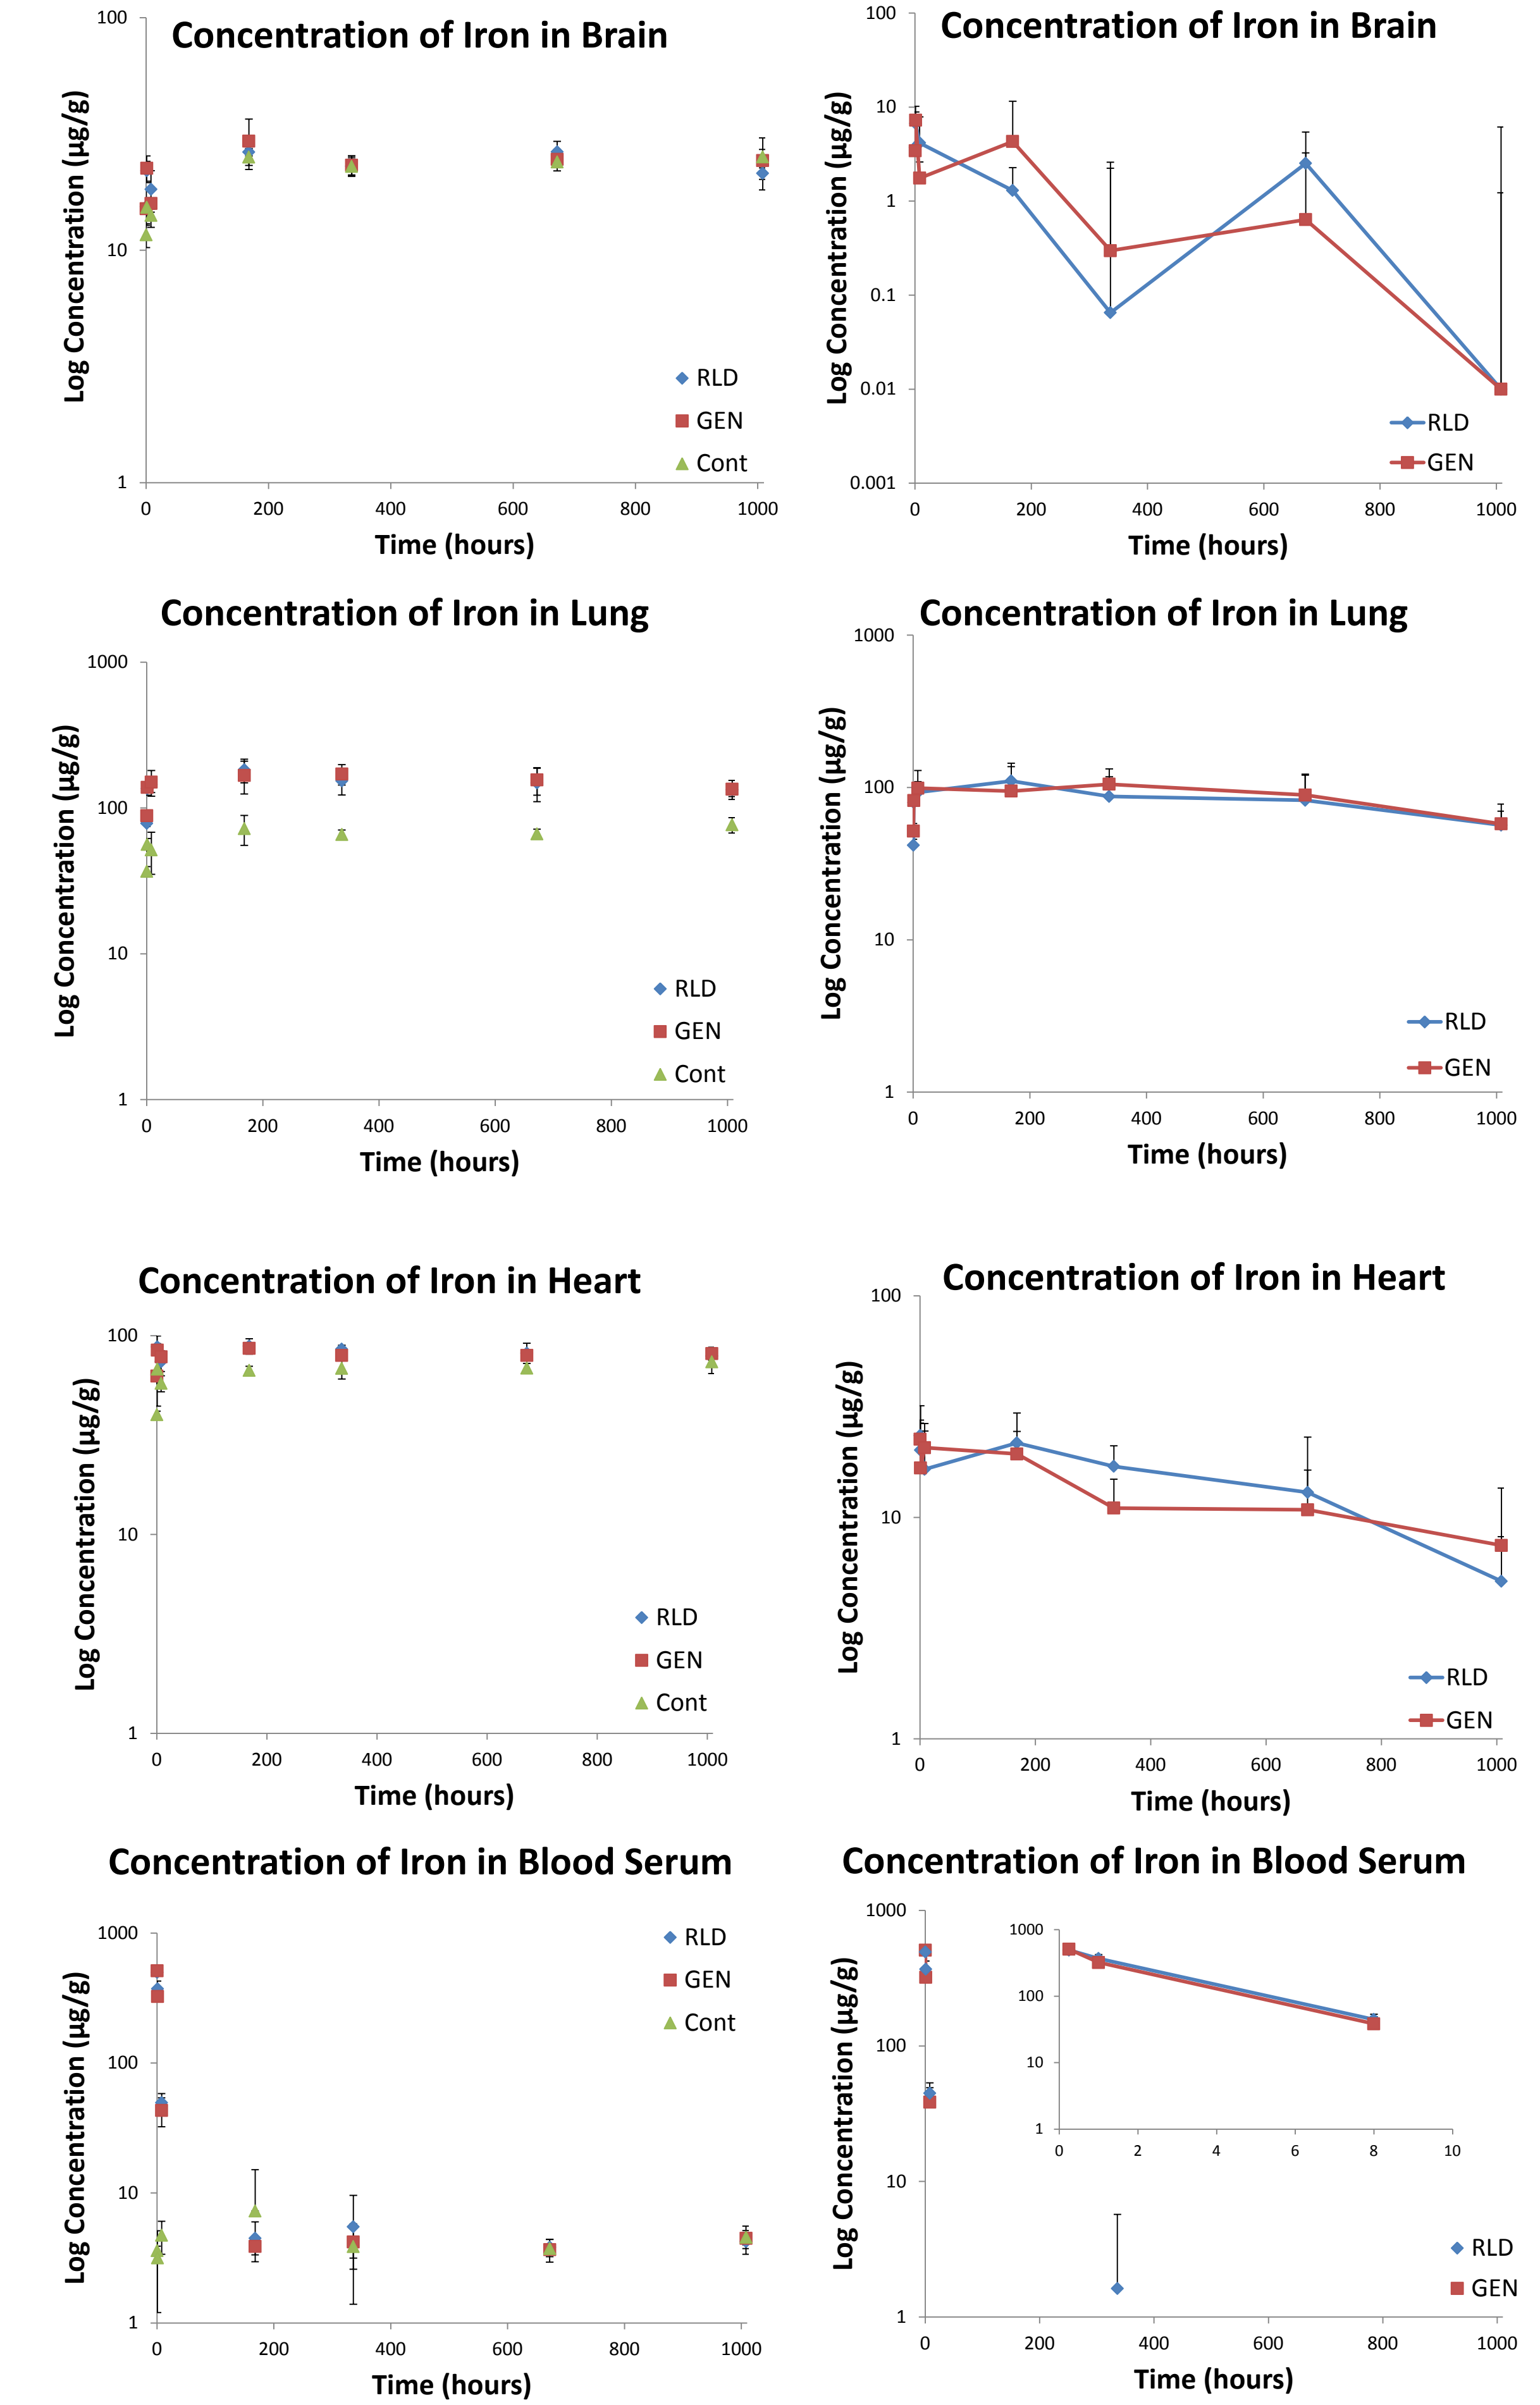 Concentration of Iron in Brain
Log Concentration (µg/g)
100
10
1
0 200 400 600 800 1000
Time (hours)
RLD
GEN
Cont
Concentration of Iron in Brain
Log Concentration (µg/g)
100
10
1
0.1
0.01
0.001
0 200 400 600 800 1000
Time (hours)
RLD
GEN
Concentration of Iron in Lung
Log Concentration (µg/g)
1000
100
10
1
0 200 400 600 800 1000
Time (hours)
RLD
GEN
Cont
Concentration of Iron in Lung
Log Concentration (µg/g)
1000
100
10
1
0 200 400 600 800 1000
Time (hours)
RLD
GEN
Concentration of Iron in Heart
Log Concentration (µg/g)
100
10
1
0 200 400 600 800 1000
Time (hours)
RLD
GEN
Cont
Concentration of Iron in Heart
Log Concentration (µg/g)
100
10
1
0 200 400 600 800 1000
Time (hours)
RLD
GEN
Concentration of Iron in Blood Serum
Log Concentration (µg/g)
1000
100
10
1
0 200 400 600 800 1000
Time (hours)
RLD
GEN
Cont
Concentration of Iron in Blood Serum
Log Concentration (µg/g)
1000
100
10
1
0 200 400 600 800 1000
Time (hours)
1000
100
10
1
0 2 4 6 8 10
RLD
GEN